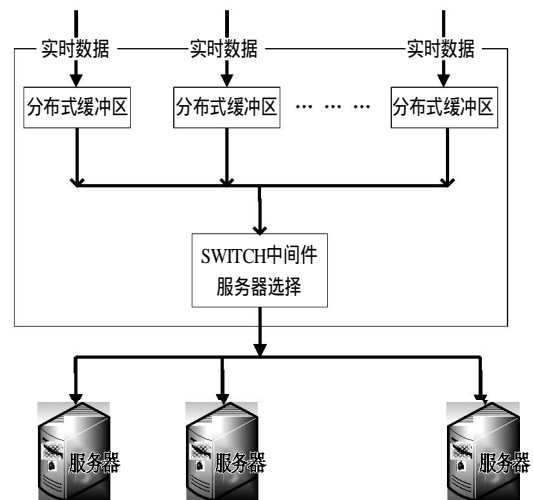 实时数据 实时数据 实时数据
分布式缓冲区 分布式缓冲区 … … … 分布式缓冲区
SWITCH中间件
服务器选择
服务器 服务器 服务器